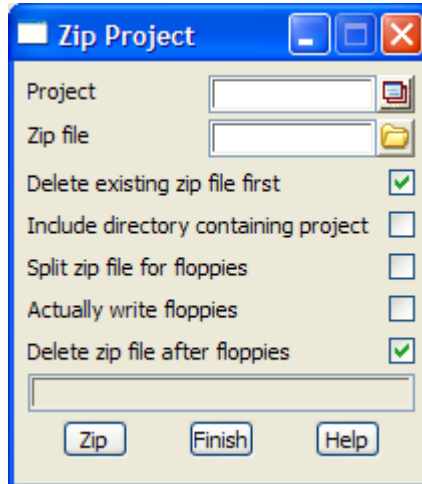 Zip Project
Project
Zip file
Delete existing zip file first
Include directory containing project
Split zip file for floppies
Actually write floppies
Delete zip file after floppies
Zip Finish Help